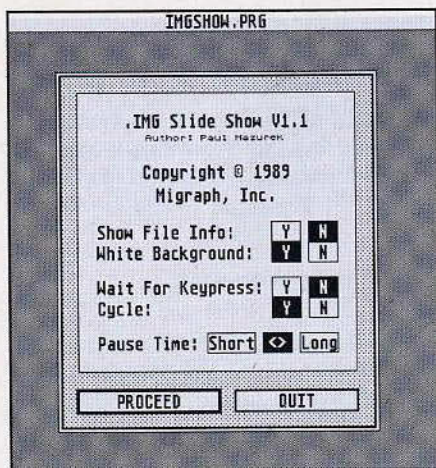 IMGSHOW.PRG
.IMG Slide Show V1.1
Author: Paul Mazurek
Copyright © 1989
Migraph, Inc.
Show File Info: Y N
White Background: Y N
Wait For Keypress: Y N
Cycle: Y N
Pause Time: Short <> Long
PROCEED QUIT